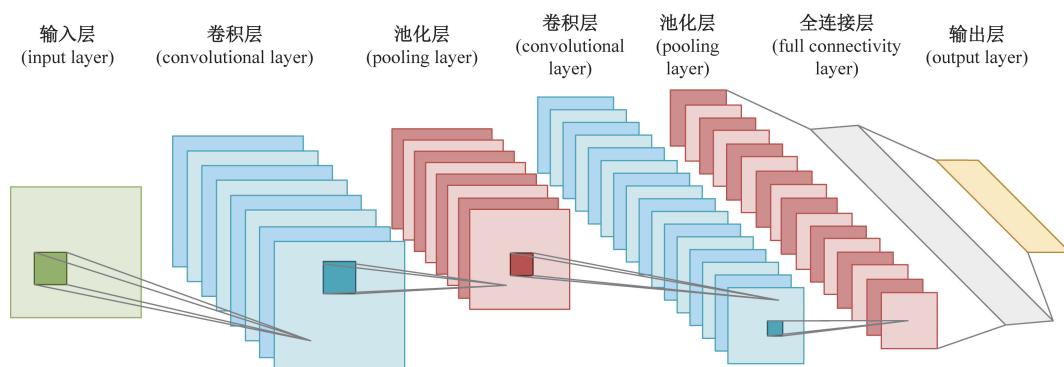 输入层
(input layer)
卷积层
(convolutional layer)
池化层
(pooling layer)
卷积层
(convolutional
layer)
池化层
(pooling
layer)
全连接层
(full connectivity
layer)
输出层
(output layer)